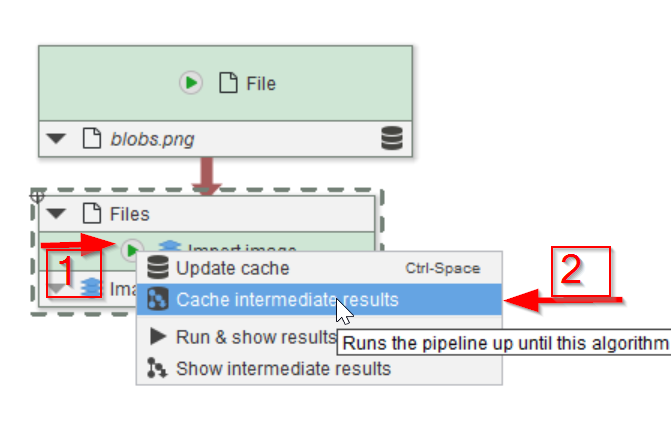 File
blobs.png
Files
Import image
Ima
1
Update cache Ctrl-Space
Cache intermediate results
2
Run & show results
Runs the pipeline up until this algorithm
Show intermediate results